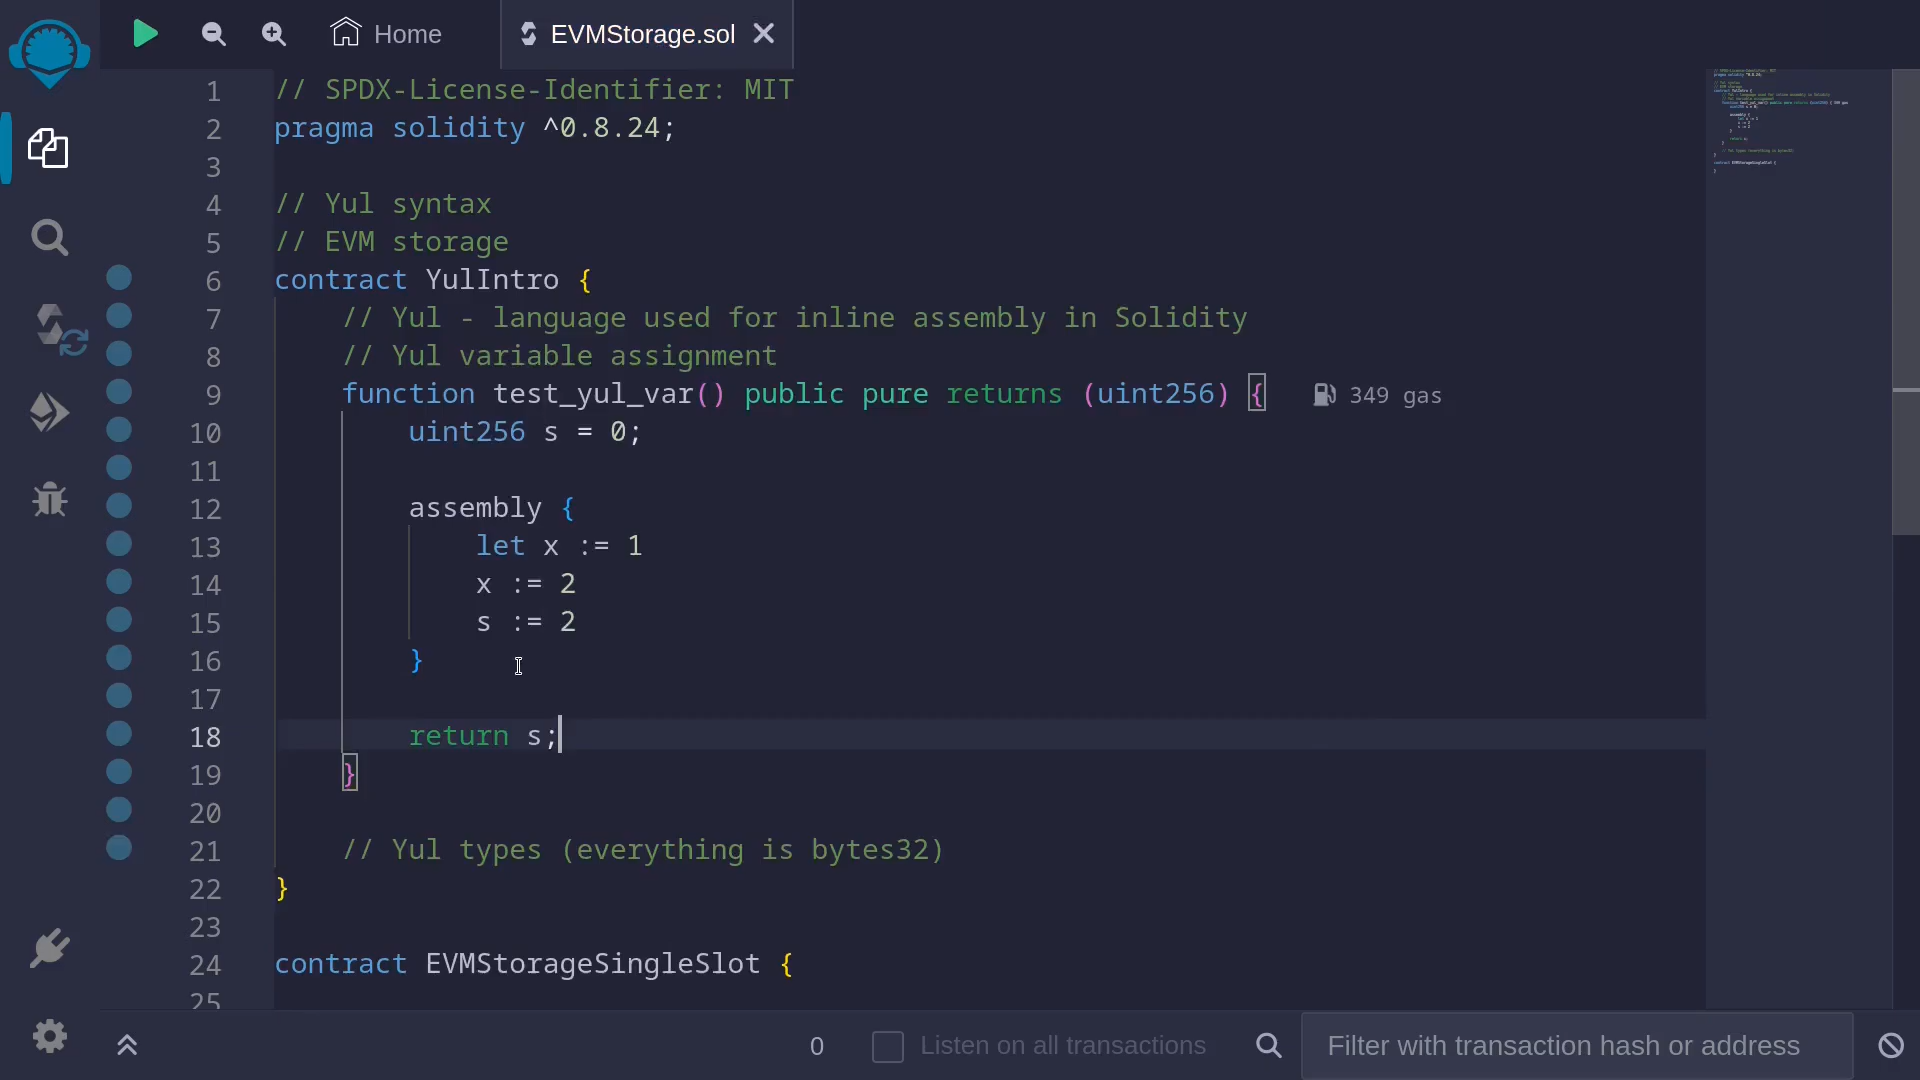 Home
EVMStorage.sol
1 // SPDX-License-Identifier: MIT
2 pragma solidity ^0.8.24;
3
4 // Yul syntax
5 // EVM storage
6 contract YulIntro {
7 // Yul - language used for inline assembly in Solidity
8 // Yul variable assignment
9 function test_yul_var() public pure returns (uint256) { 349 gas
10 uint256 s = 0;
11
12 assembly {
13 let x := 1
14 x := 2
15 s := 2
16 }
17
18 return s;
19 }
20
21 // Yul types (everything is bytes32)
22 }
23
24 contract EVMStorageSingleSlot {
25
0
Listen on all transactions
Filter with transaction hash or address